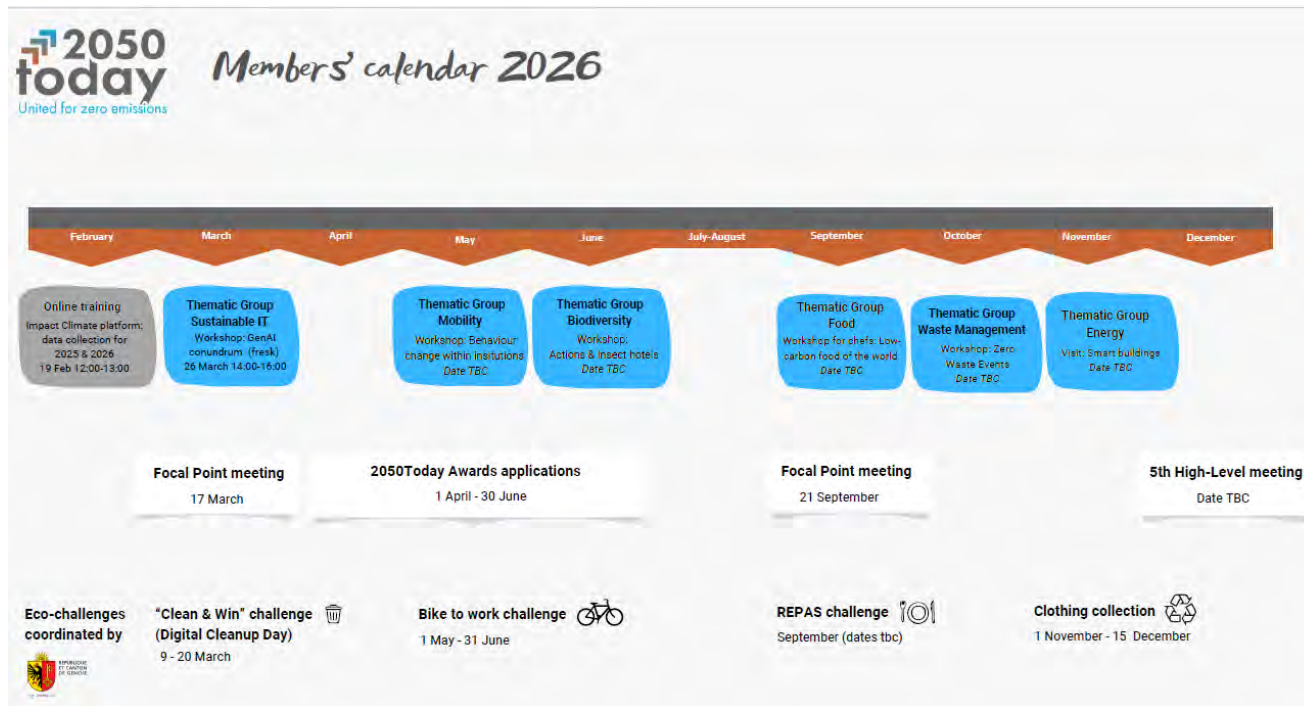 2050
today
United for zero emissions
Members' calendar 2026
February
March
April
May
June
July-August
September
October
November
December
Online training
Impact Climate platform:
data collection for
2025 & 2026
19 Feb 12:00-13:00
Thematic Group
Sustainable IT
Workshop: GenAI
conundrum (fresk)
26 March 14:00-16:00
Thematic Group
Mobility
Workshop: Behaviour
change within insitutions
Date TBC
Thematic Group
Biodiversity
Workshop:
Actions & Insect hotels
Date TBC
Thematic Group
Food
Workshop for chefs: Low-
carbon food of the world
Date TBC
Thematic Group
Waste Management
Workshop: Zero
Waste Events
Date TBC
Thematic Group
Energy
Visit: Smart buildings
Date TBC
Focal Point meeting
17 March
2050Today Awards applications
1 April - 30 June
Focal Point meeting
21 September
5th High-Level meeting
Date TBC
Eco-challenges
coordinated by
REPUBLIQUE
ET CANTON
DE GENEVE
"Clean & Win" challenge
(Digital Cleanup Day)
9 - 20 March
Bike to work challenge
1 May - 31 June
REPAS challenge
September (dates tbc)
Clothing collection
1 November - 15 December